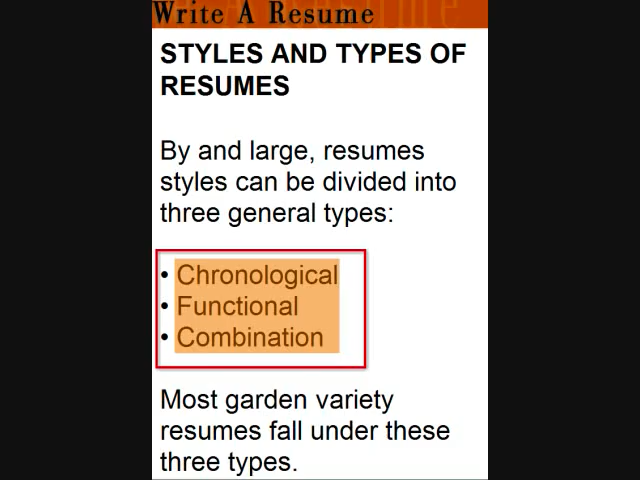 Write A Resume
STYLES AND TYPES OF
RESUMES
By and large, resumes
styles can be divided into
three general types:
• Chronological
• Functional
• Combination
Most garden variety
resumes fall under these
three types.